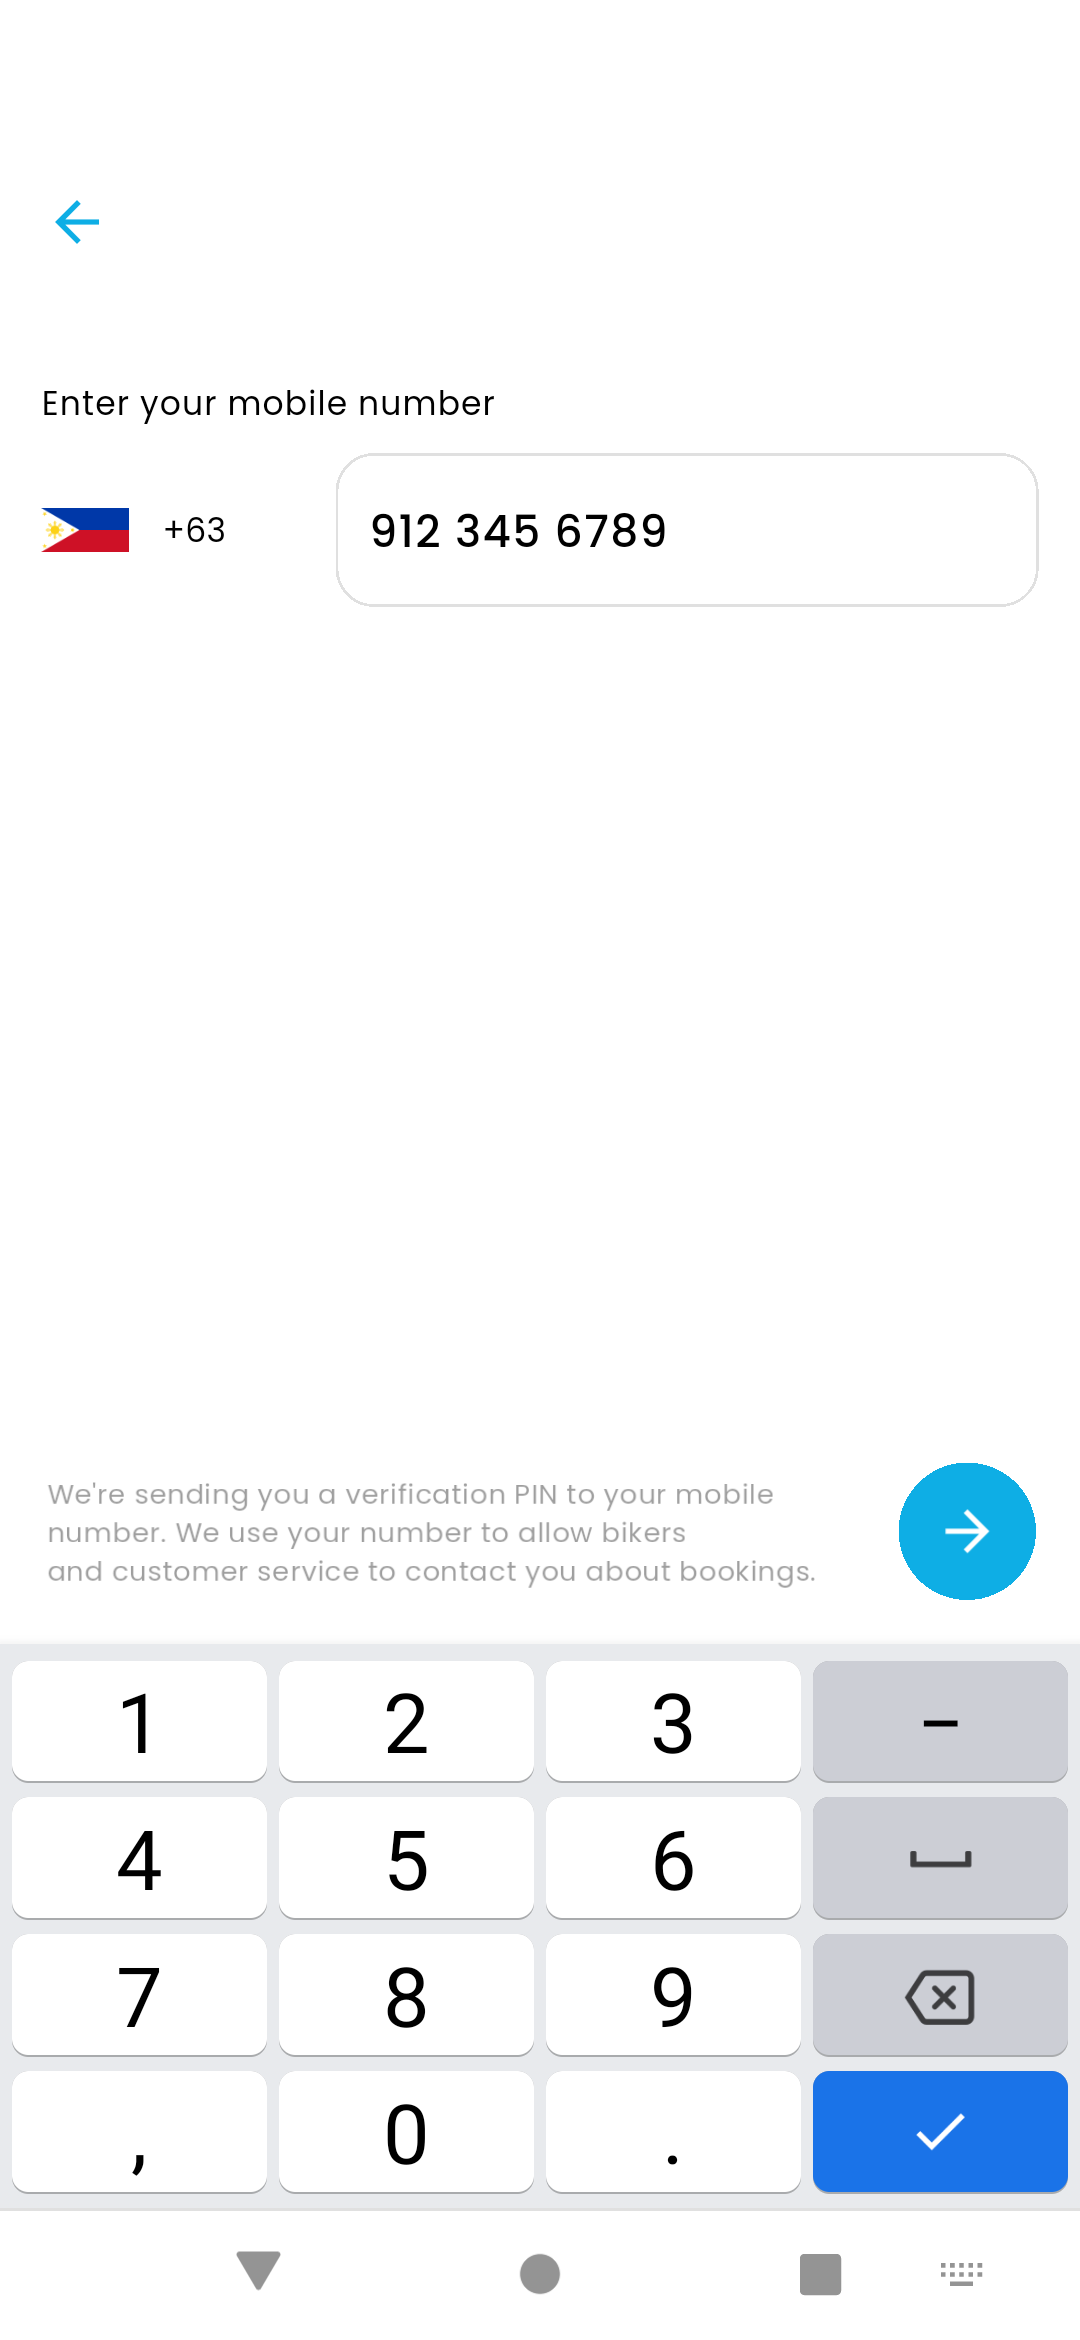 Enter your mobile number
+63
912 345 6789
We're sending you a verification PIN to your mobile
number. We use your number to allow bikers
and customer service to contact you about bookings.
1 2 3 –
4 5 6
7 8 9
, 0 .